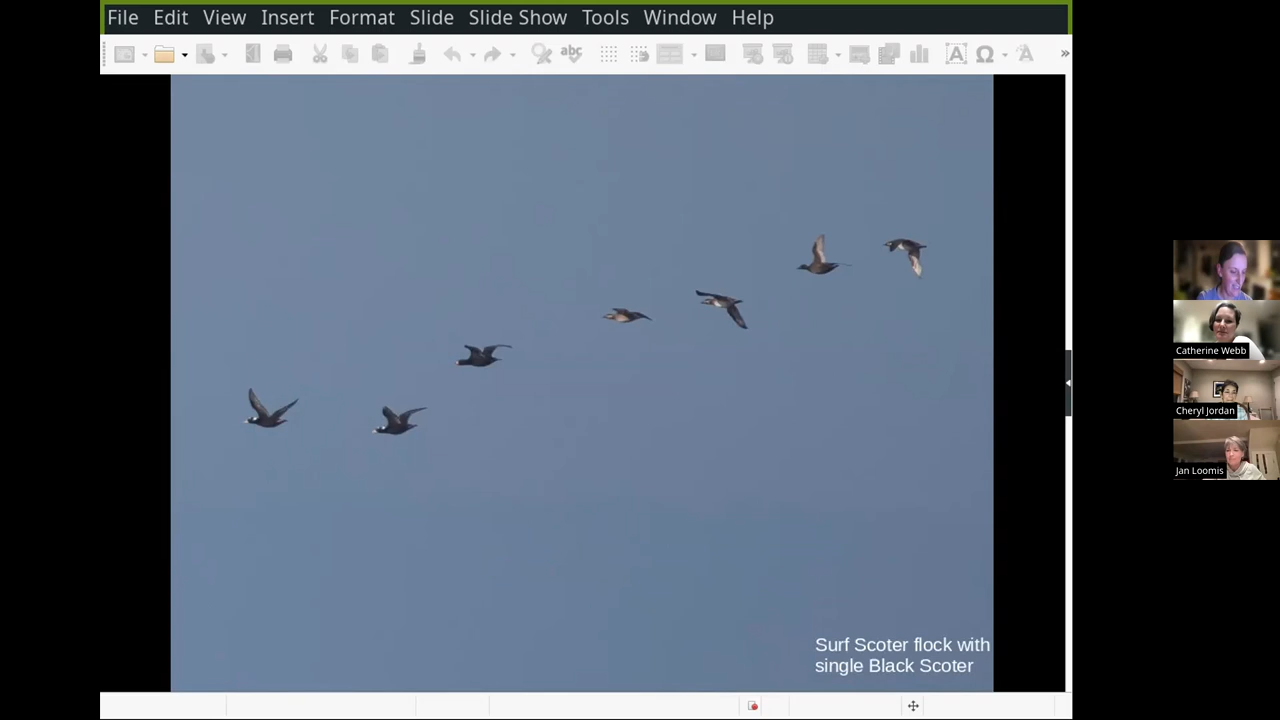 File Edit View Insert Format Slide Slide Show Tools Window Help
abc
Surf Scoter flock with
single Black Scoter
Catherine Webb
Cheryl Jordan
Jan Loomis